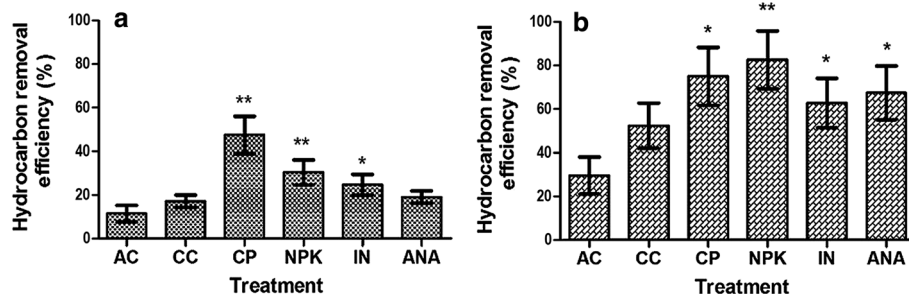 a
Hydrocarbon removal
efficiency (%)
100
80
60
40
20
0
**
**
*
AC CC CP NPK IN ANA
Treatment
b
Hydrocarbon removal
efficiency (%)
100
80
60
40
20
0
*
**
*
*
AC CC CP NPK IN ANA
Treatment